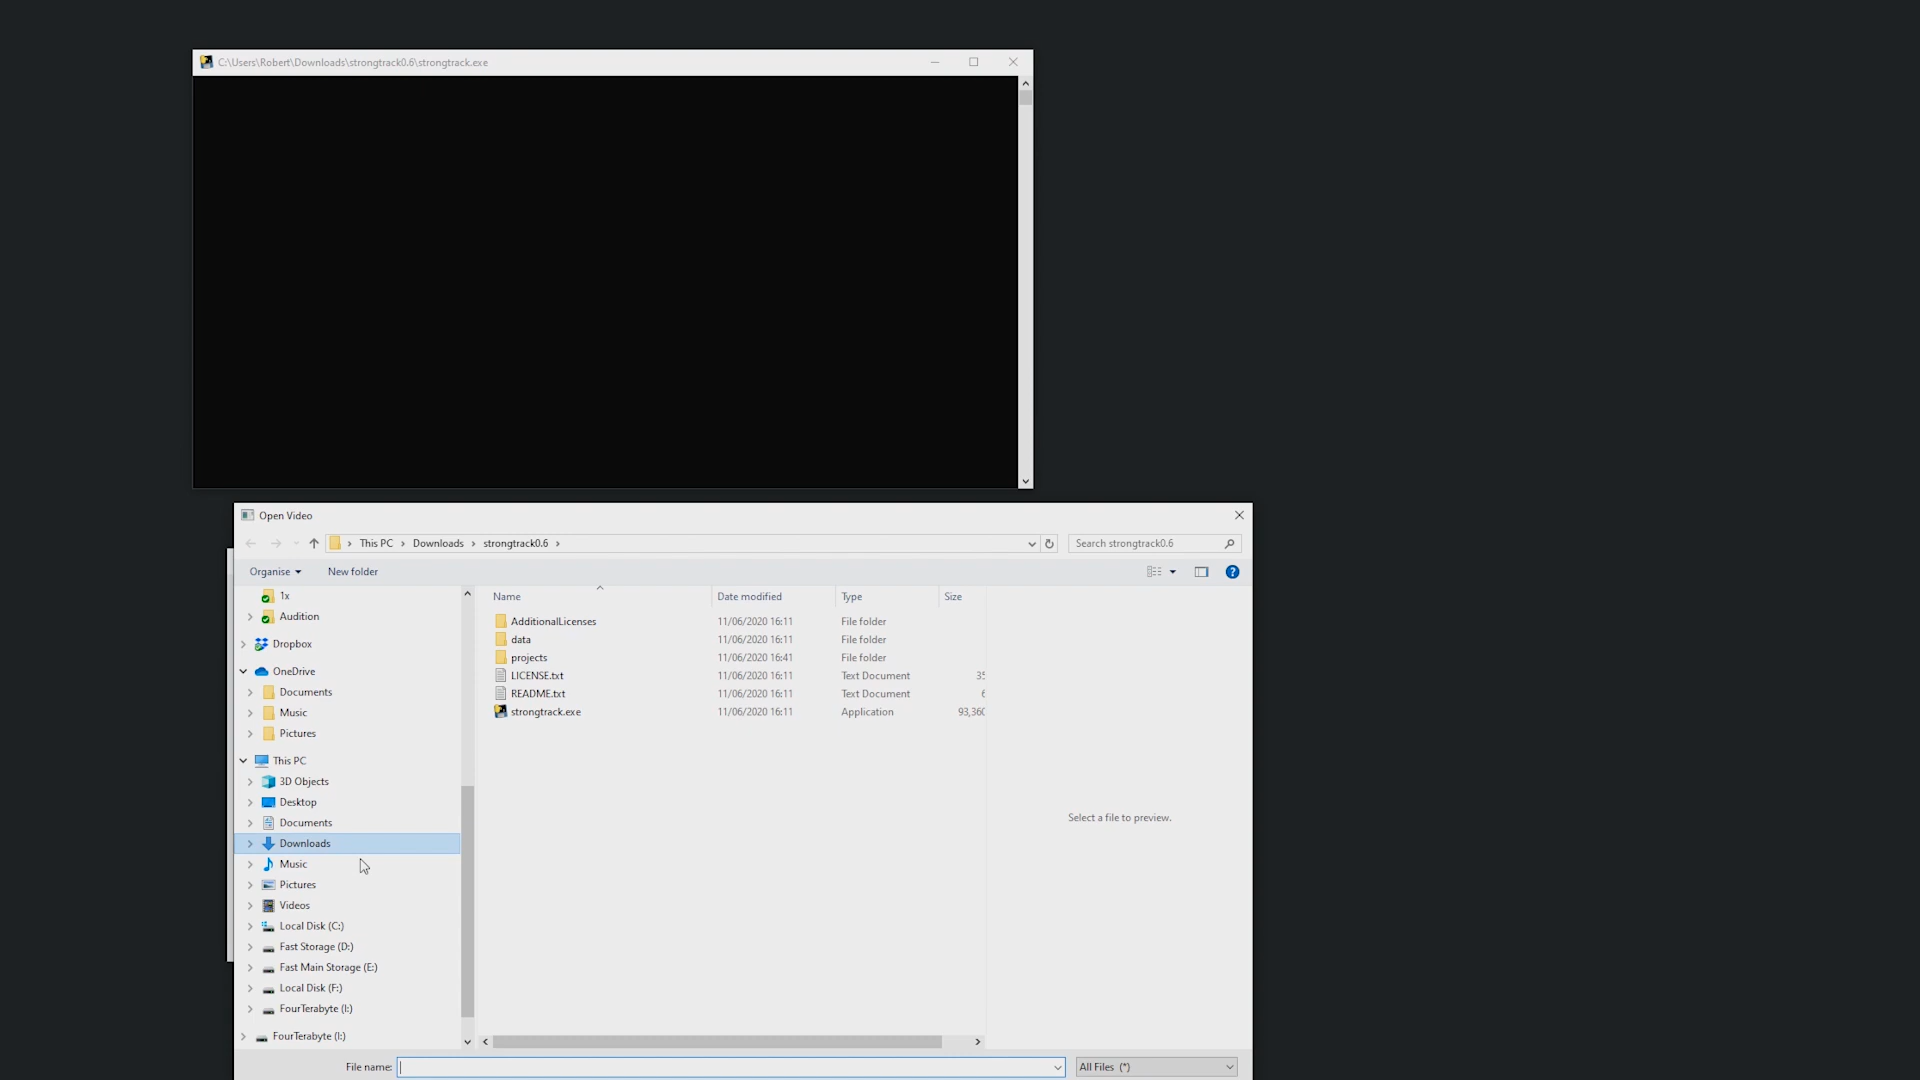 C:\Users\Robert\Downloads\strongtrack0.6\strongtrack.exe
Open Video
This PC > Downloads > strongtrack0.6 >
Search strongtrack0.6
Organise
New folder
Name
Date modified
Type
Size
1x
Audition
Dropbox
OneDrive
Documents
Music
Pictures
This PC
3D Objects
Desktop
Documents
Downloads
Music
Pictures
Videos
Local Disk (C:)
Fast Storage (D:)
Fast Main Storage (E:)
Local Disk (F:)
FourTerabyte (I:)
FourTerabyte (I:)
AdditionalLicenses 11/06/2020 16:11 File folder
data 11/06/2020 16:11 File folder
projects 11/06/2020 16:41 File folder
LICENSE.txt 11/06/2020 16:11 Text Document
README.txt 11/06/2020 16:11 Text Document
strongtrack.exe 11/06/2020 16:11 Application
Select a file to preview.
File name:
All Files (*)